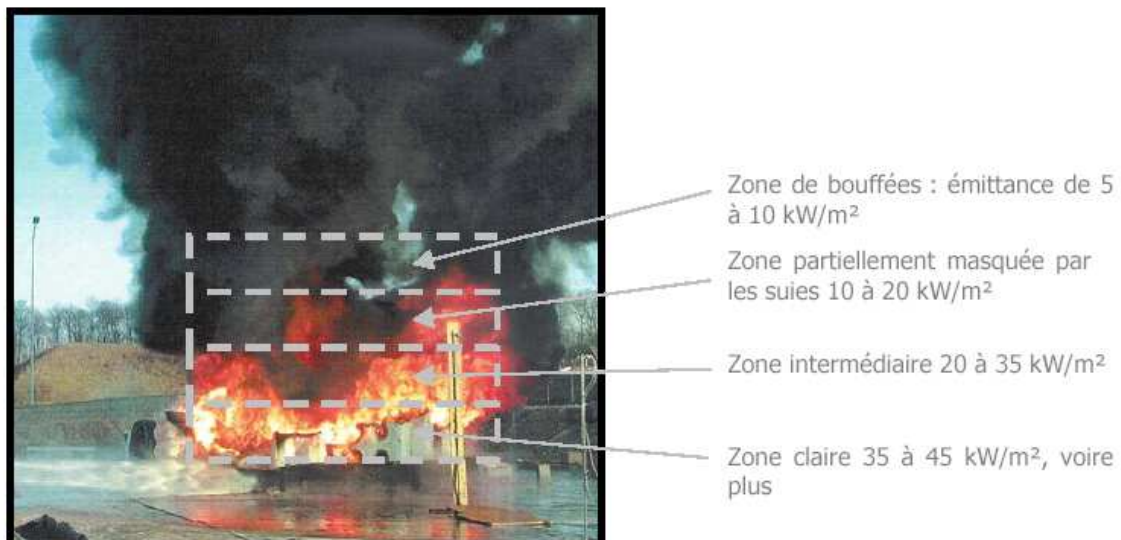 Zone de bouffées : émittance de 5
à 10 kW/m²
Zone partiellement masquée par
les suies 10 à 20 kW/m²
Zone intermédiaire 20 à 35 kW/m²
Zone claire 35 à 45 kW/m², voire
plus